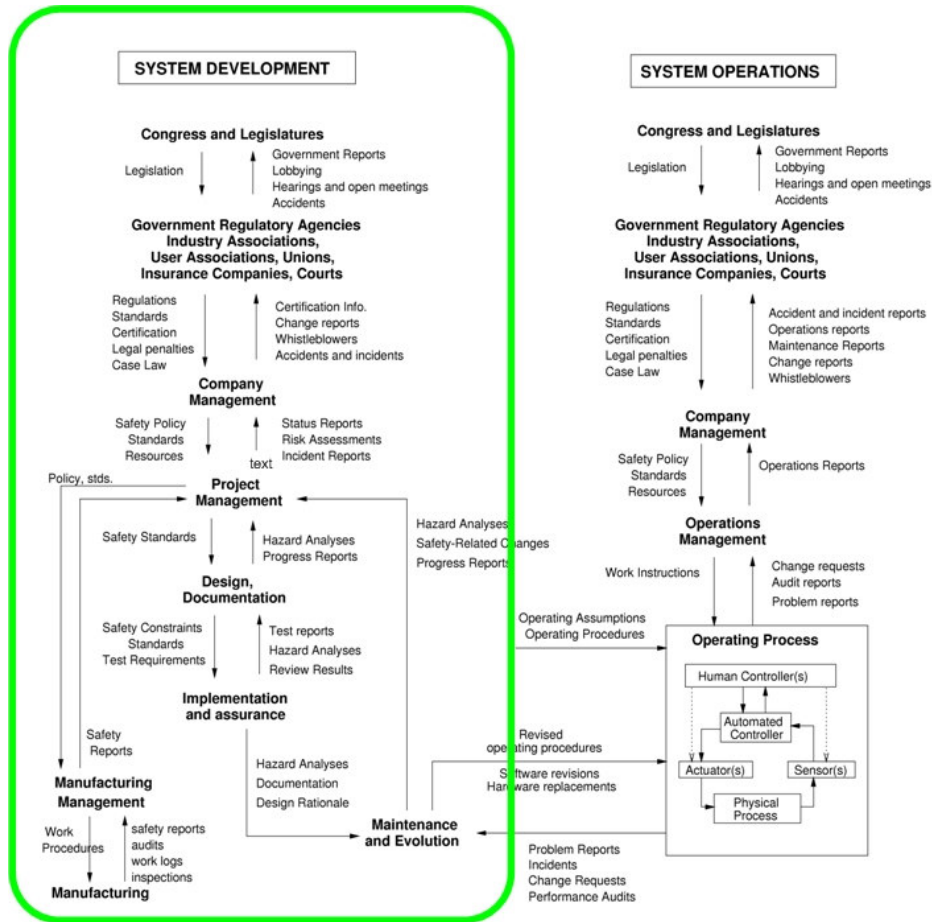 SYSTEM DEVELOPMENT
Congress and Legislatures
Legislation
Government Reports
Lobbying
Hearings and open meetings
Accidents
Government Regulatory Agencies
Industry Associations,
User Associations, Unions,
Insurance Companies, Courts
Regulations
Standards
Certification
Legal penalties
Case Law
Certification Info.
Change reports
Whistleblowers
Accidents and incidents
Company
Management
Safety Policy
Standards
Resources
Status Reports
Risk Assessments
Incident Reports
text
Policy, stds.
Project
Management
Safety Standards
Hazard Analyses
Progress Reports
Hazard Analyses
Safety-Related Changes
Progress Reports
Design,
Documentation
Safety Constraints
Standards
Test Requirements
Test reports
Hazard Analyses
Review Results
Implementation
and assurance
Safety
Reports
Hazard Analyses
Documentation
Design Rationale
Manufacturing
Management
Work
Procedures
safety reports
audits
work logs
inspections
Manufacturing
Maintenance
and Evolution
SYSTEM OPERATIONS
Congress and Legislatures
Legislation
Government Reports
Lobbying
Hearings and open meetings
Accidents
Government Regulatory Agencies
Industry Associations,
User Associations, Unions,
Insurance Companies, Courts
Regulations
Standards
Certification
Legal penalties
Case Law
Accident and incident reports
Operations reports
Maintenance Reports
Change reports
Whistleblowers
Company
Management
Safety Policy
Standards
Resources
Operations Reports
Operations
Management
Work Instructions
Change requests
Audit reports
Problem reports
Operating Assumptions
Operating Procedures
Operating Process
Human Controller(s)
Automated
Controller
Actuator(s)
Sensor(s)
Physical
Process
Revised
operating procedures
Software revisions
Hardware replacements
Problem Reports
Incidents
Change Requests
Performance Audits